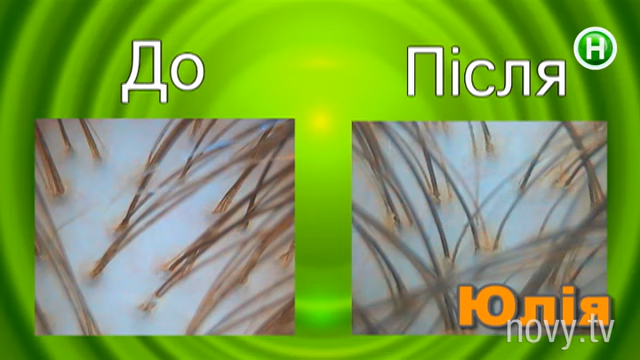 До
Після
H
Юлія
novy.tv